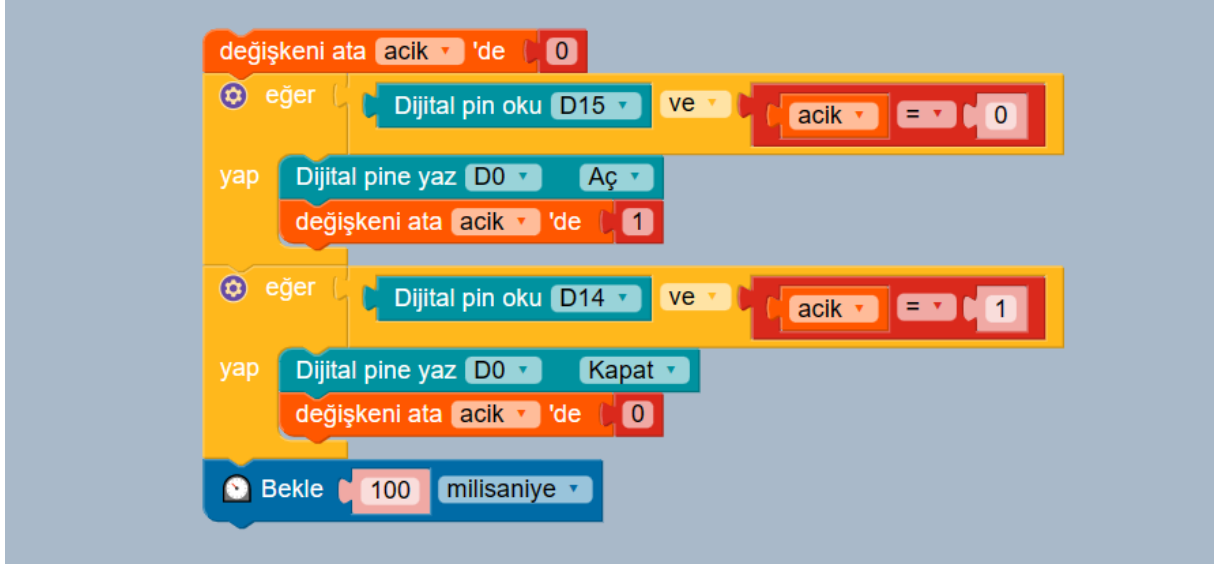 değişkeni ata acik 'de 0
eğer Dijital pin oku D15 ve acik = 0
yap Dijital pine yaz D0 Aç
değişkeni ata acik 'de 1
eğer Dijital pin oku D14 ve acik = 1
yap Dijital pine yaz D0 Kapat
değişkeni ata acik 'de 0
Bekle 100 milisaniye